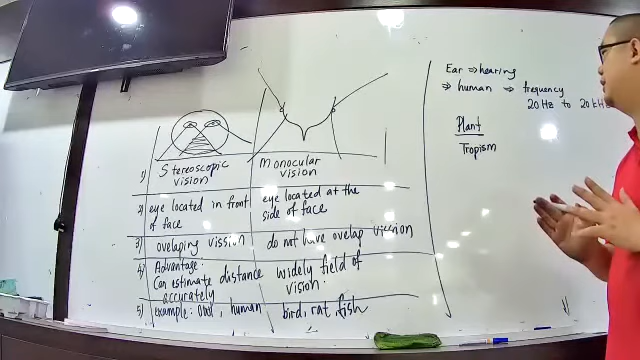 1) Stereoscopic vision
monocular vision
2) eye located in front of face
eye located at the side of face
3) ovelaping vission
do not have ovelap vission
4) Advantage:
Can estimate distance accurately
widely field of vision.
5) example: owl, human
bird, rat, fish
Ear ⇒ hearing
⇒ human ⇒ frequency
20 Hz to 20 kH
Plant
Tropism